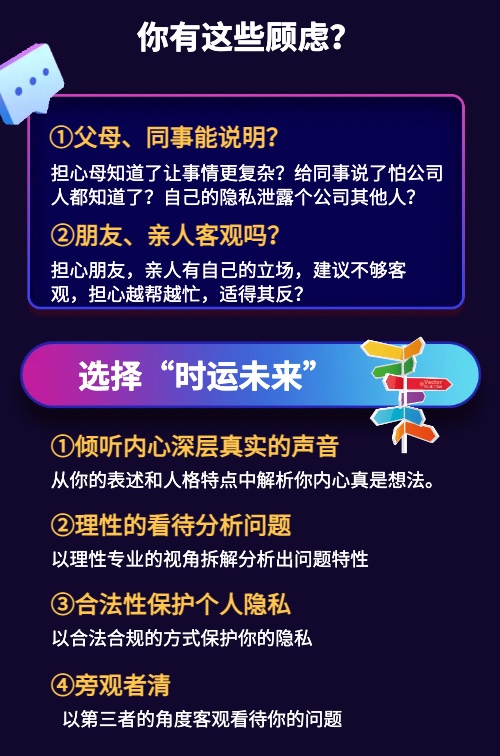 你有这些顾虑？
①父母、同事能说明？
担心母知道了让事情更复杂？给同事说了怕公司
人都知道了？自己的隐私泄露个公司其他人？
②朋友、亲人客观吗？
担心朋友，亲人有自己的立场，建议不够客
观，担心越帮越忙，适得其反？
选择“时运未来”
①倾听内心深层真实的声音
从你的表述和人格特点中解析你内心真是想法。
②理性的看待分析问题
以理性专业的视角拆解分析出问题特性
③合法性保护个人隐私
以合法合规的方式保护你的隐私
④旁观者清
以第三者的角度客观看待你的问题